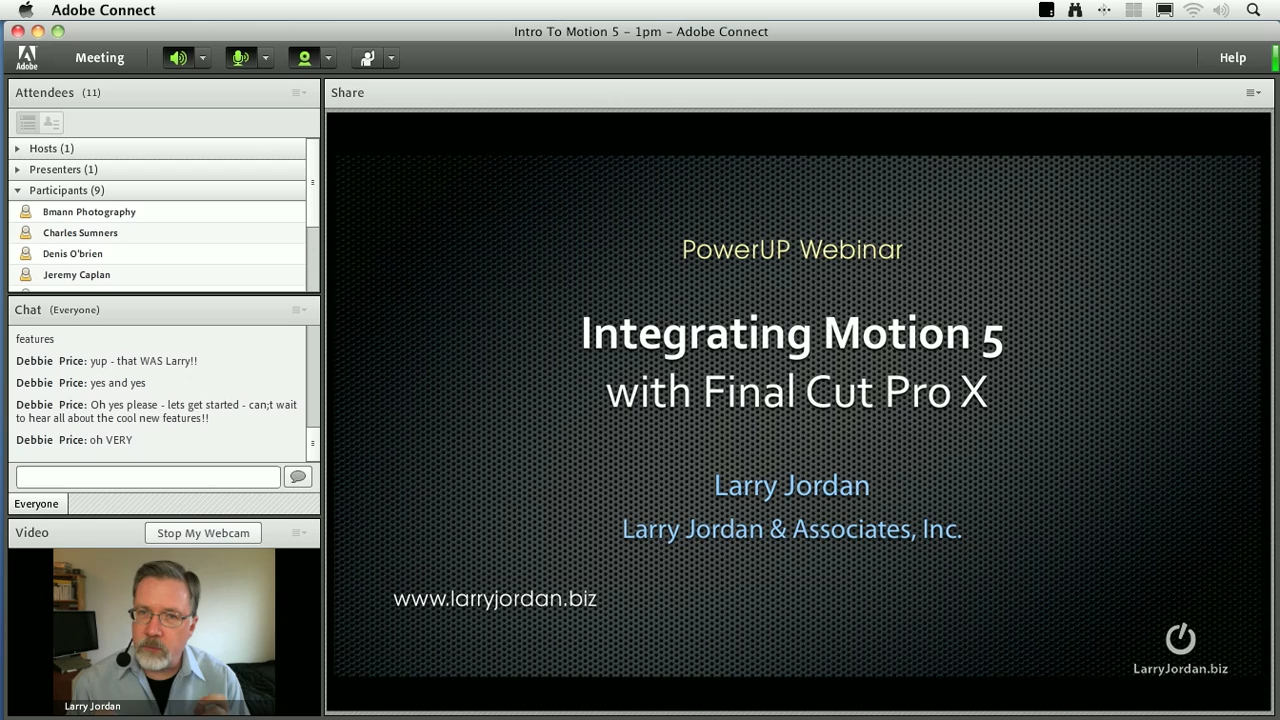 Adobe Connect
Intro To Motion 5 – 1pm – Adobe Connect
Adobe
Meeting
Help
Attendees (11)
Hosts (1)
Presenters (1)
Participants (9)
Bmann Photography
Charles Sumners
Denis O'brien
Jeremy Caplan
Chat (Everyone)
features
Debbie Price: yup - that WAS Larry!!
Debbie Price: yes and yes
Debbie Price: Oh yes please - lets get started - can;t wait
to hear all about the cool new features!!
Debbie Price: oh VERY
Everyone
Video
Stop My Webcam
Larry Jordan
Share
PowerUP Webinar
Integrating Motion 5
with Final Cut Pro X
Larry Jordan
Larry Jordan & Associates, Inc.
www.larryjordan.biz
LarryJordan.biz